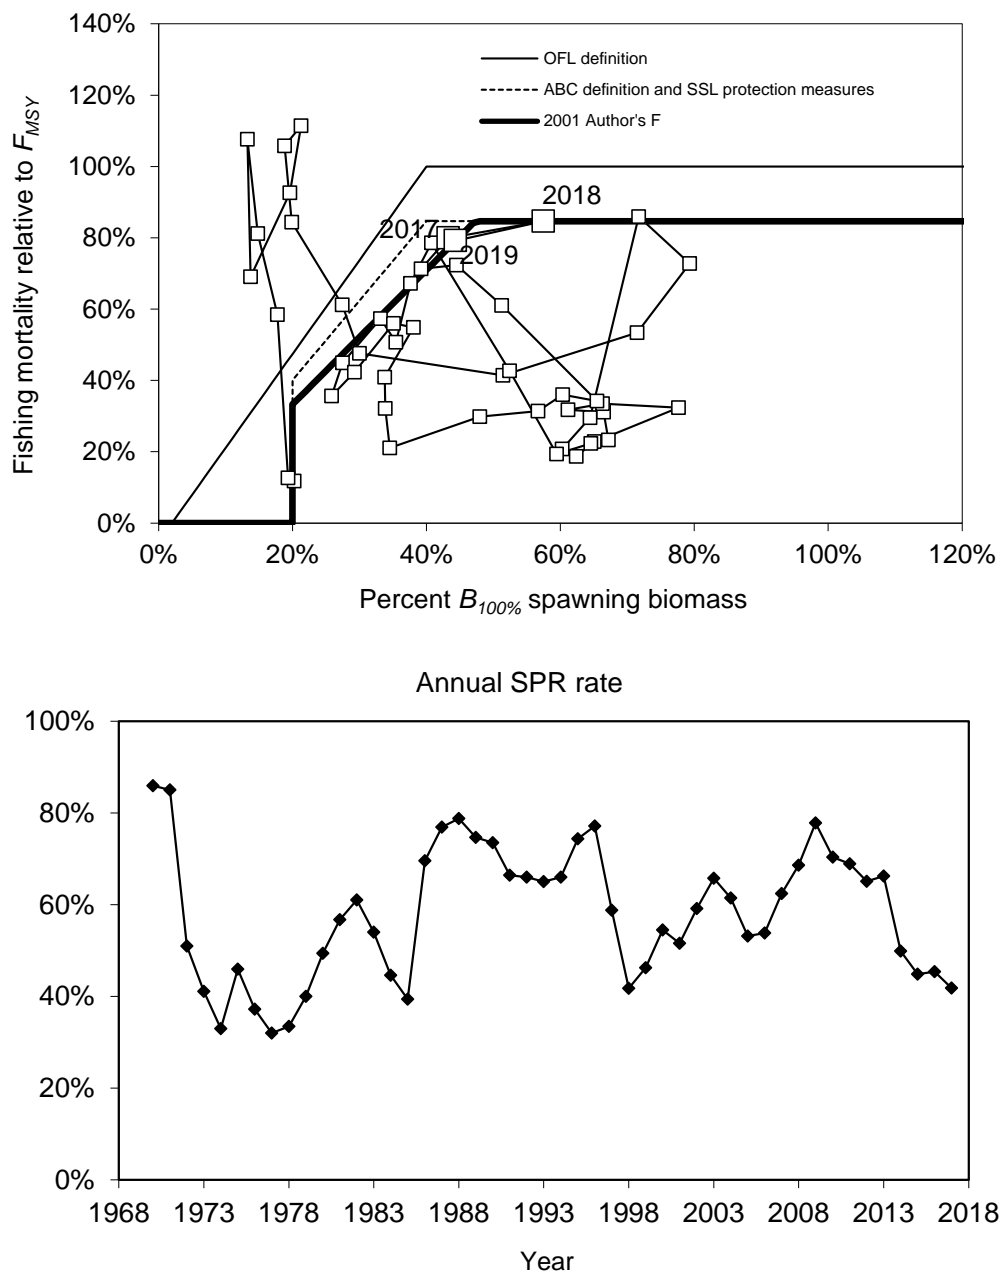 140%
120%
100%
80%
60%
40%
20%
0%
Fishing mortality relative to FMSY
OFL definition
ABC definition and SSL protection measures
2001 Author's F
2018
2017
2019
0% 20% 40% 60% 80% 100% 120%
Percent B100% spawning biomass
Annual SPR rate
100%
80%
60%
40%
20%
0%
1968 1973 1978 1983 1988 1993 1998 2003 2008 2013 2018
Year